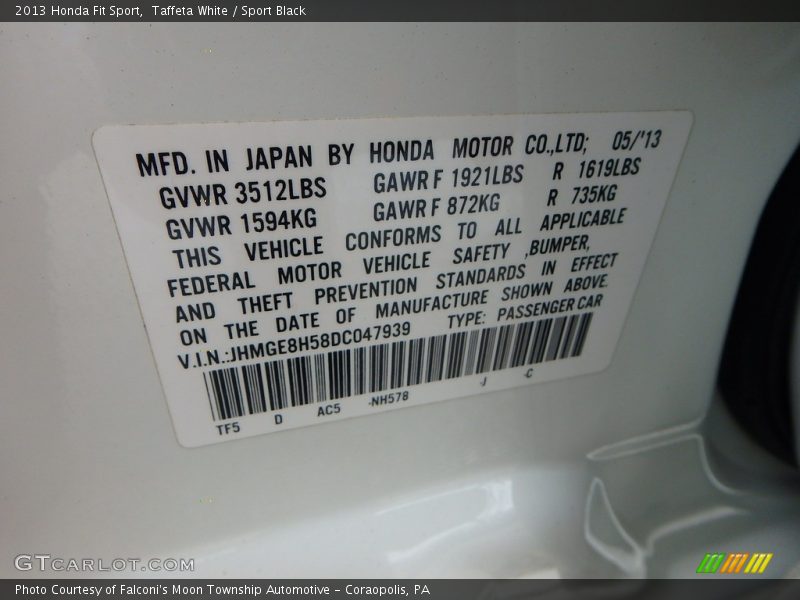 2013 Honda Fit Sport,  Taffeta White / Sport Black
MFD. IN JAPAN BY HONDA MOTOR CO.,LTD; 05/'13
GVWR 3512LBS GAWR F 1921LBS R 1619LBS
GVWR 1594KG GAWR F 872KG R 735KG
THIS VEHICLE CONFORMS TO ALL APPLICABLE
FEDERAL MOTOR VEHICLE SAFETY ,BUMPER,
AND THEFT PREVENTION STANDARDS IN EFFECT
ON THE DATE OF MANUFACTURE SHOWN ABOVE.
V.I.N.:JHMGE8H58DC047939 TYPE: PASSENGER CAR
TF5 D AC5 -NH578 -J -C
GTCARLOT.COM
Photo Courtesy of Falconi's Moon Township Automotive – Coraopolis, PA